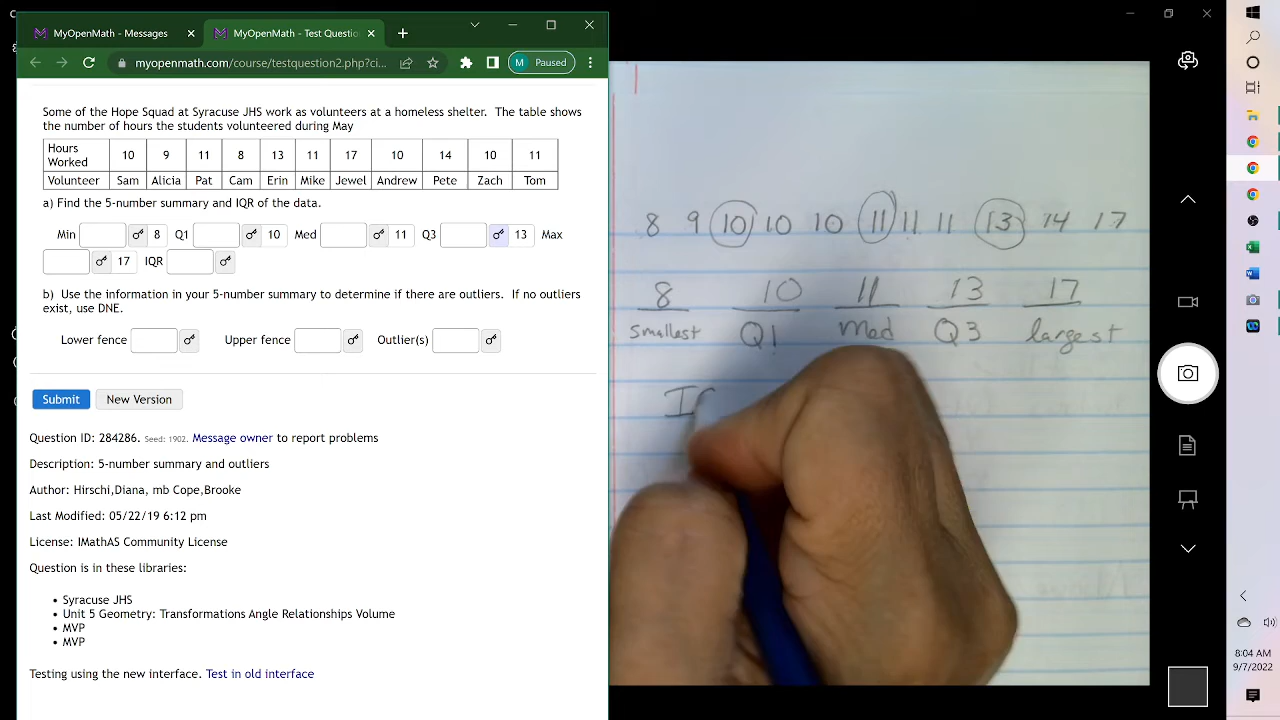 MyOpenMath - Messages
MyOpenMath - Test Questio
myopenmath.com/course/testquestion2.php?ci...
M Paused
Some of the Hope Squad at Syracuse JHS work as volunteers at a homeless shelter. The table shows
the number of hours the students volunteered during May
Hours Worked 10 9 11 8 13 11 17 10 14 10 11
Volunteer Sam Alicia Pat Cam Erin Mike Jewel Andrew Pete Zach Tom
a) Find the 5-number summary and IQR of the data.
Min 8 Q1 10 Med 11 Q3 13 Max
17 IQR
b) Use the information in your 5-number summary to determine if there are outliers. If no outliers
exist, use DNE.
Lower fence Upper fence Outlier(s)
Submit New Version
Question ID: 284286. Seed: 1902. Message owner to report problems
Description: 5-number summary and outliers
Author: Hirschi,Diana, mb Cope,Brooke
Last Modified: 05/22/19 6:12 pm
License: IMathAS Community License
Question is in these libraries:
• Syracuse JHS
• Unit 5 Geometry: Transformations Angle Relationships Volume
• MVP
• MVP
Testing using the new interface. Test in old interface
8 9 10 10 10 11 11 11 13 14 17
8 10 11 13 17
smallest Q1 Med Q3 largest
I
8:04 AM
9/7/2022